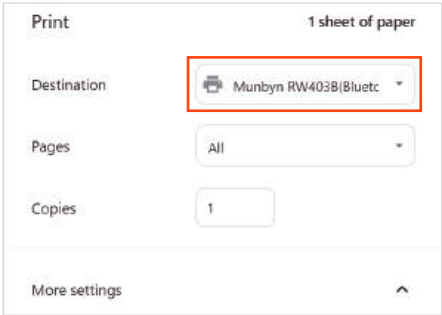 Print 1 sheet of paper
Destination Munbyn RW403B(Bluetc
Pages All
Copies 1
More settings